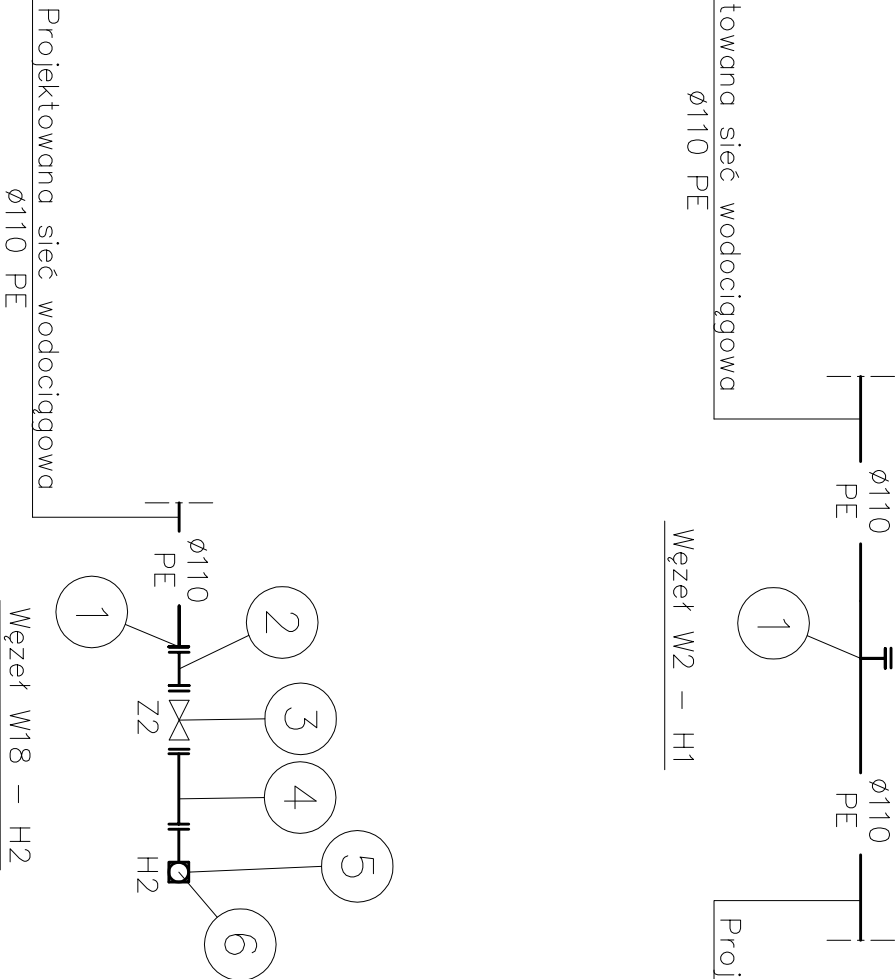 Ø110
PE
Ø110
PE
1
towana sieć wodociągowa
Ø110 PE
Proj
Węzeł W2 – H1
5
3
4
2
6
Ø110
PE
Z2
H2
1
Projektowana sieć wodociągowa
Ø110 PE
Węzeł W18 – H2